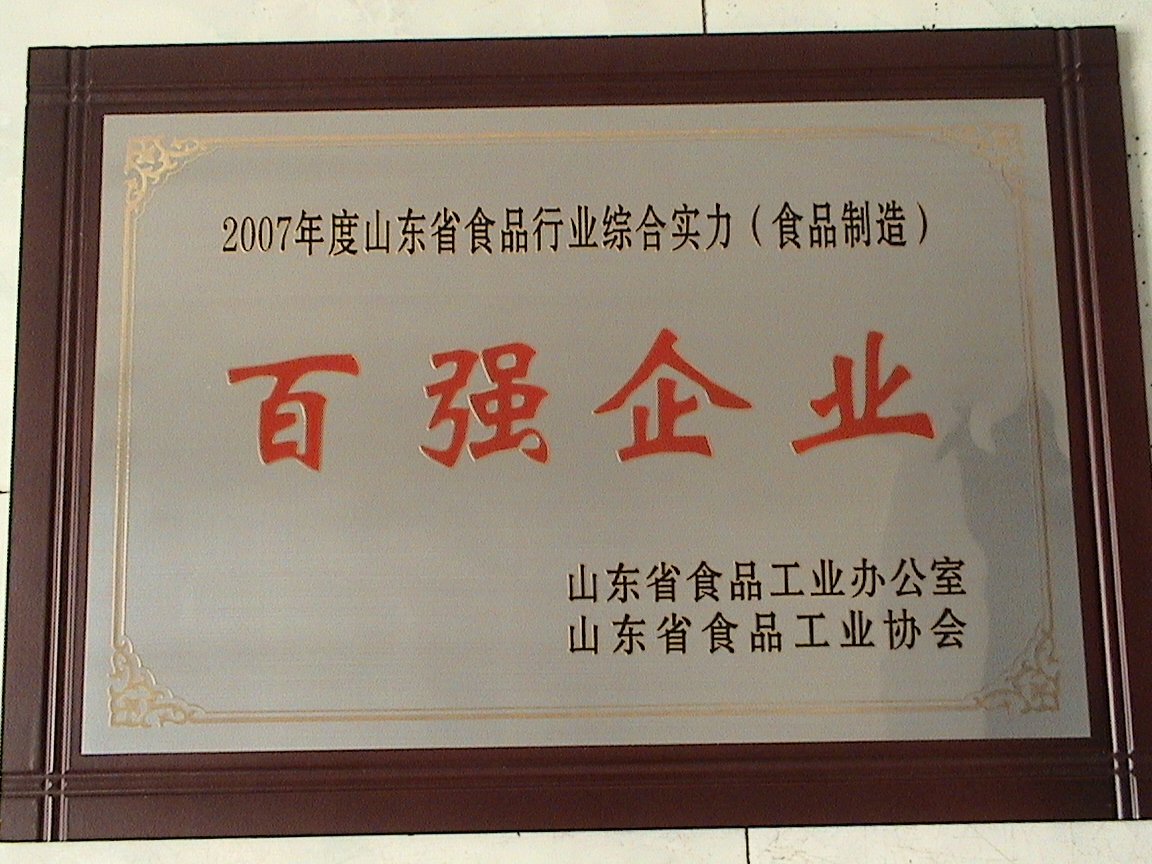 2007年度山东省食品行业综合实力（食品制造）
百强企业
山东省食品工业办公室
山东省食品工业协会